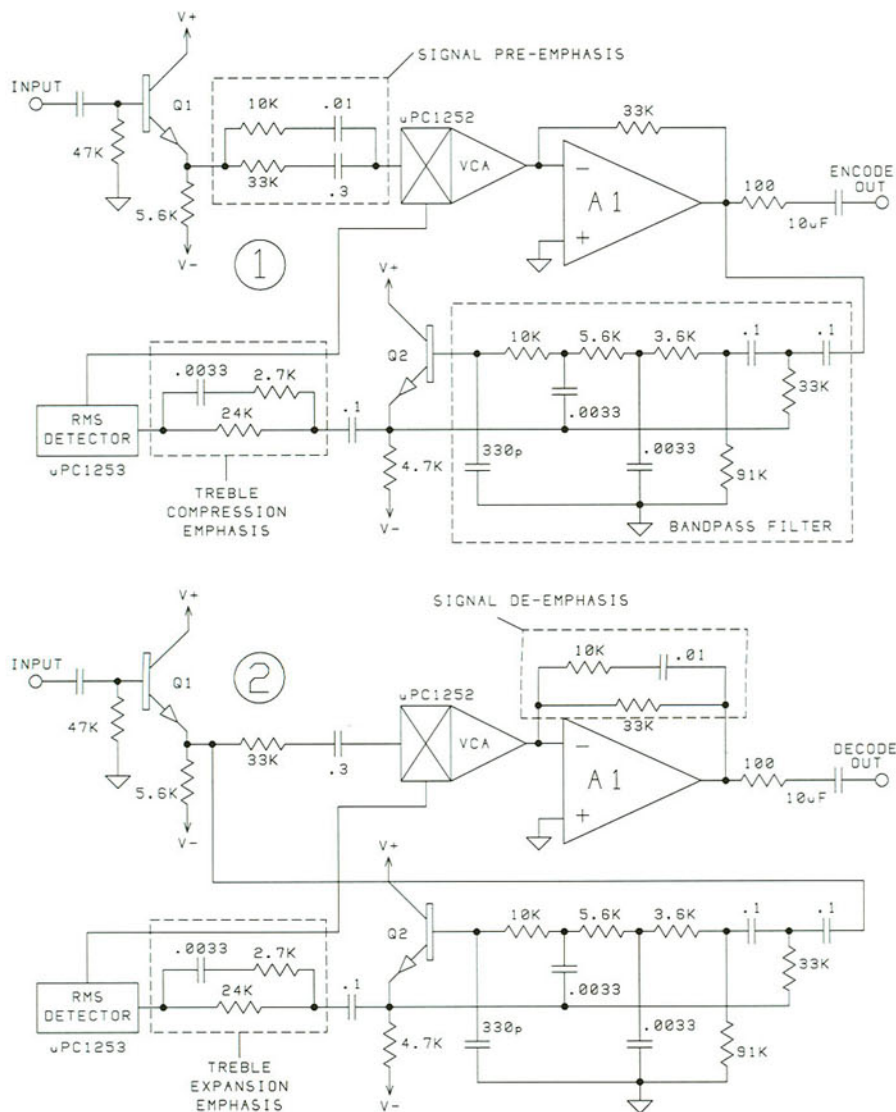 V+
SIGNAL PRE-EMPHASIS
INPUT
Q1
10K
.01
uPC1252
33K
47K
33K
.3
VCA
−
A1
+
ENCODE
OUT
100
10uF
5.6K
V-
1
V+
Q2
10K
5.6K
3.6K
.1
.1
.0033
2.7K
24K
.1
33K
RMS
DETECTOR
uPC1253
.0033
330p
.0033
4.7K
91K
TREBLE
COMPRESSION
EMPHASIS
V-
BANDPASS FILTER
SIGNAL DE-EMPHASIS
V+
INPUT
Q1
2
10K
.01
uPC1252
33K
47K
VCA
−
A1
+
DECODE
OUT
100
10uF
33K
.3
5.6K
V-
V+
Q2
10K
5.6K
3.6K
.1
.1
.0033
2.7K
24K
.1
33K
RMS
DETECTOR
uPC1253
.0033
330p
.0033
4.7K
91K
TREBLE
EXPANSION
EMPHASIS
V-